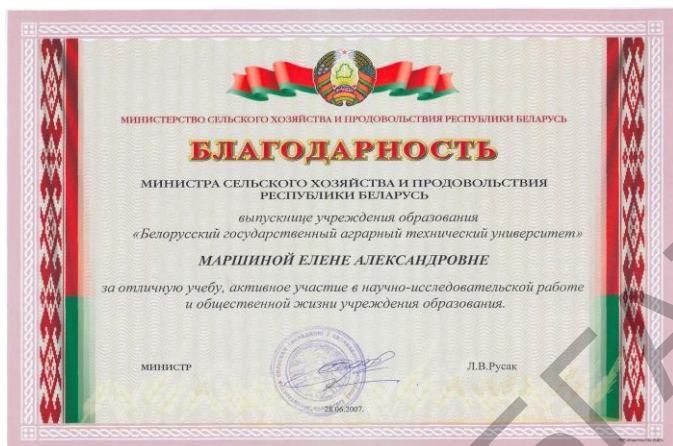 МИНИСТЕРСТВО СЕЛЬСКОГО ХОЗЯЙСТВА И ПРОДОВОЛЬСТВИЯ РЕСПУБЛИКИ БЕЛАРУСЬ
БЛАГОДАРНОСТЬ
МИНИСТРА СЕЛЬСКОГО ХОЗЯЙСТВА И ПРОДОВОЛЬСТВИЯ
РЕСПУБЛИКИ БЕЛАРУСЬ
выпускнице учреждения образования
«Белорусский государственный аграрный технический университет»
МАРШИНОЙ ЕЛЕНЕ АЛЕКСАНДРОВНЕ
за отличную учебу, активное участие в научно-исследовательской работе
и общественной жизни учреждения образования.
МИНИСТР
Л.В.Русак
28.06.2007.